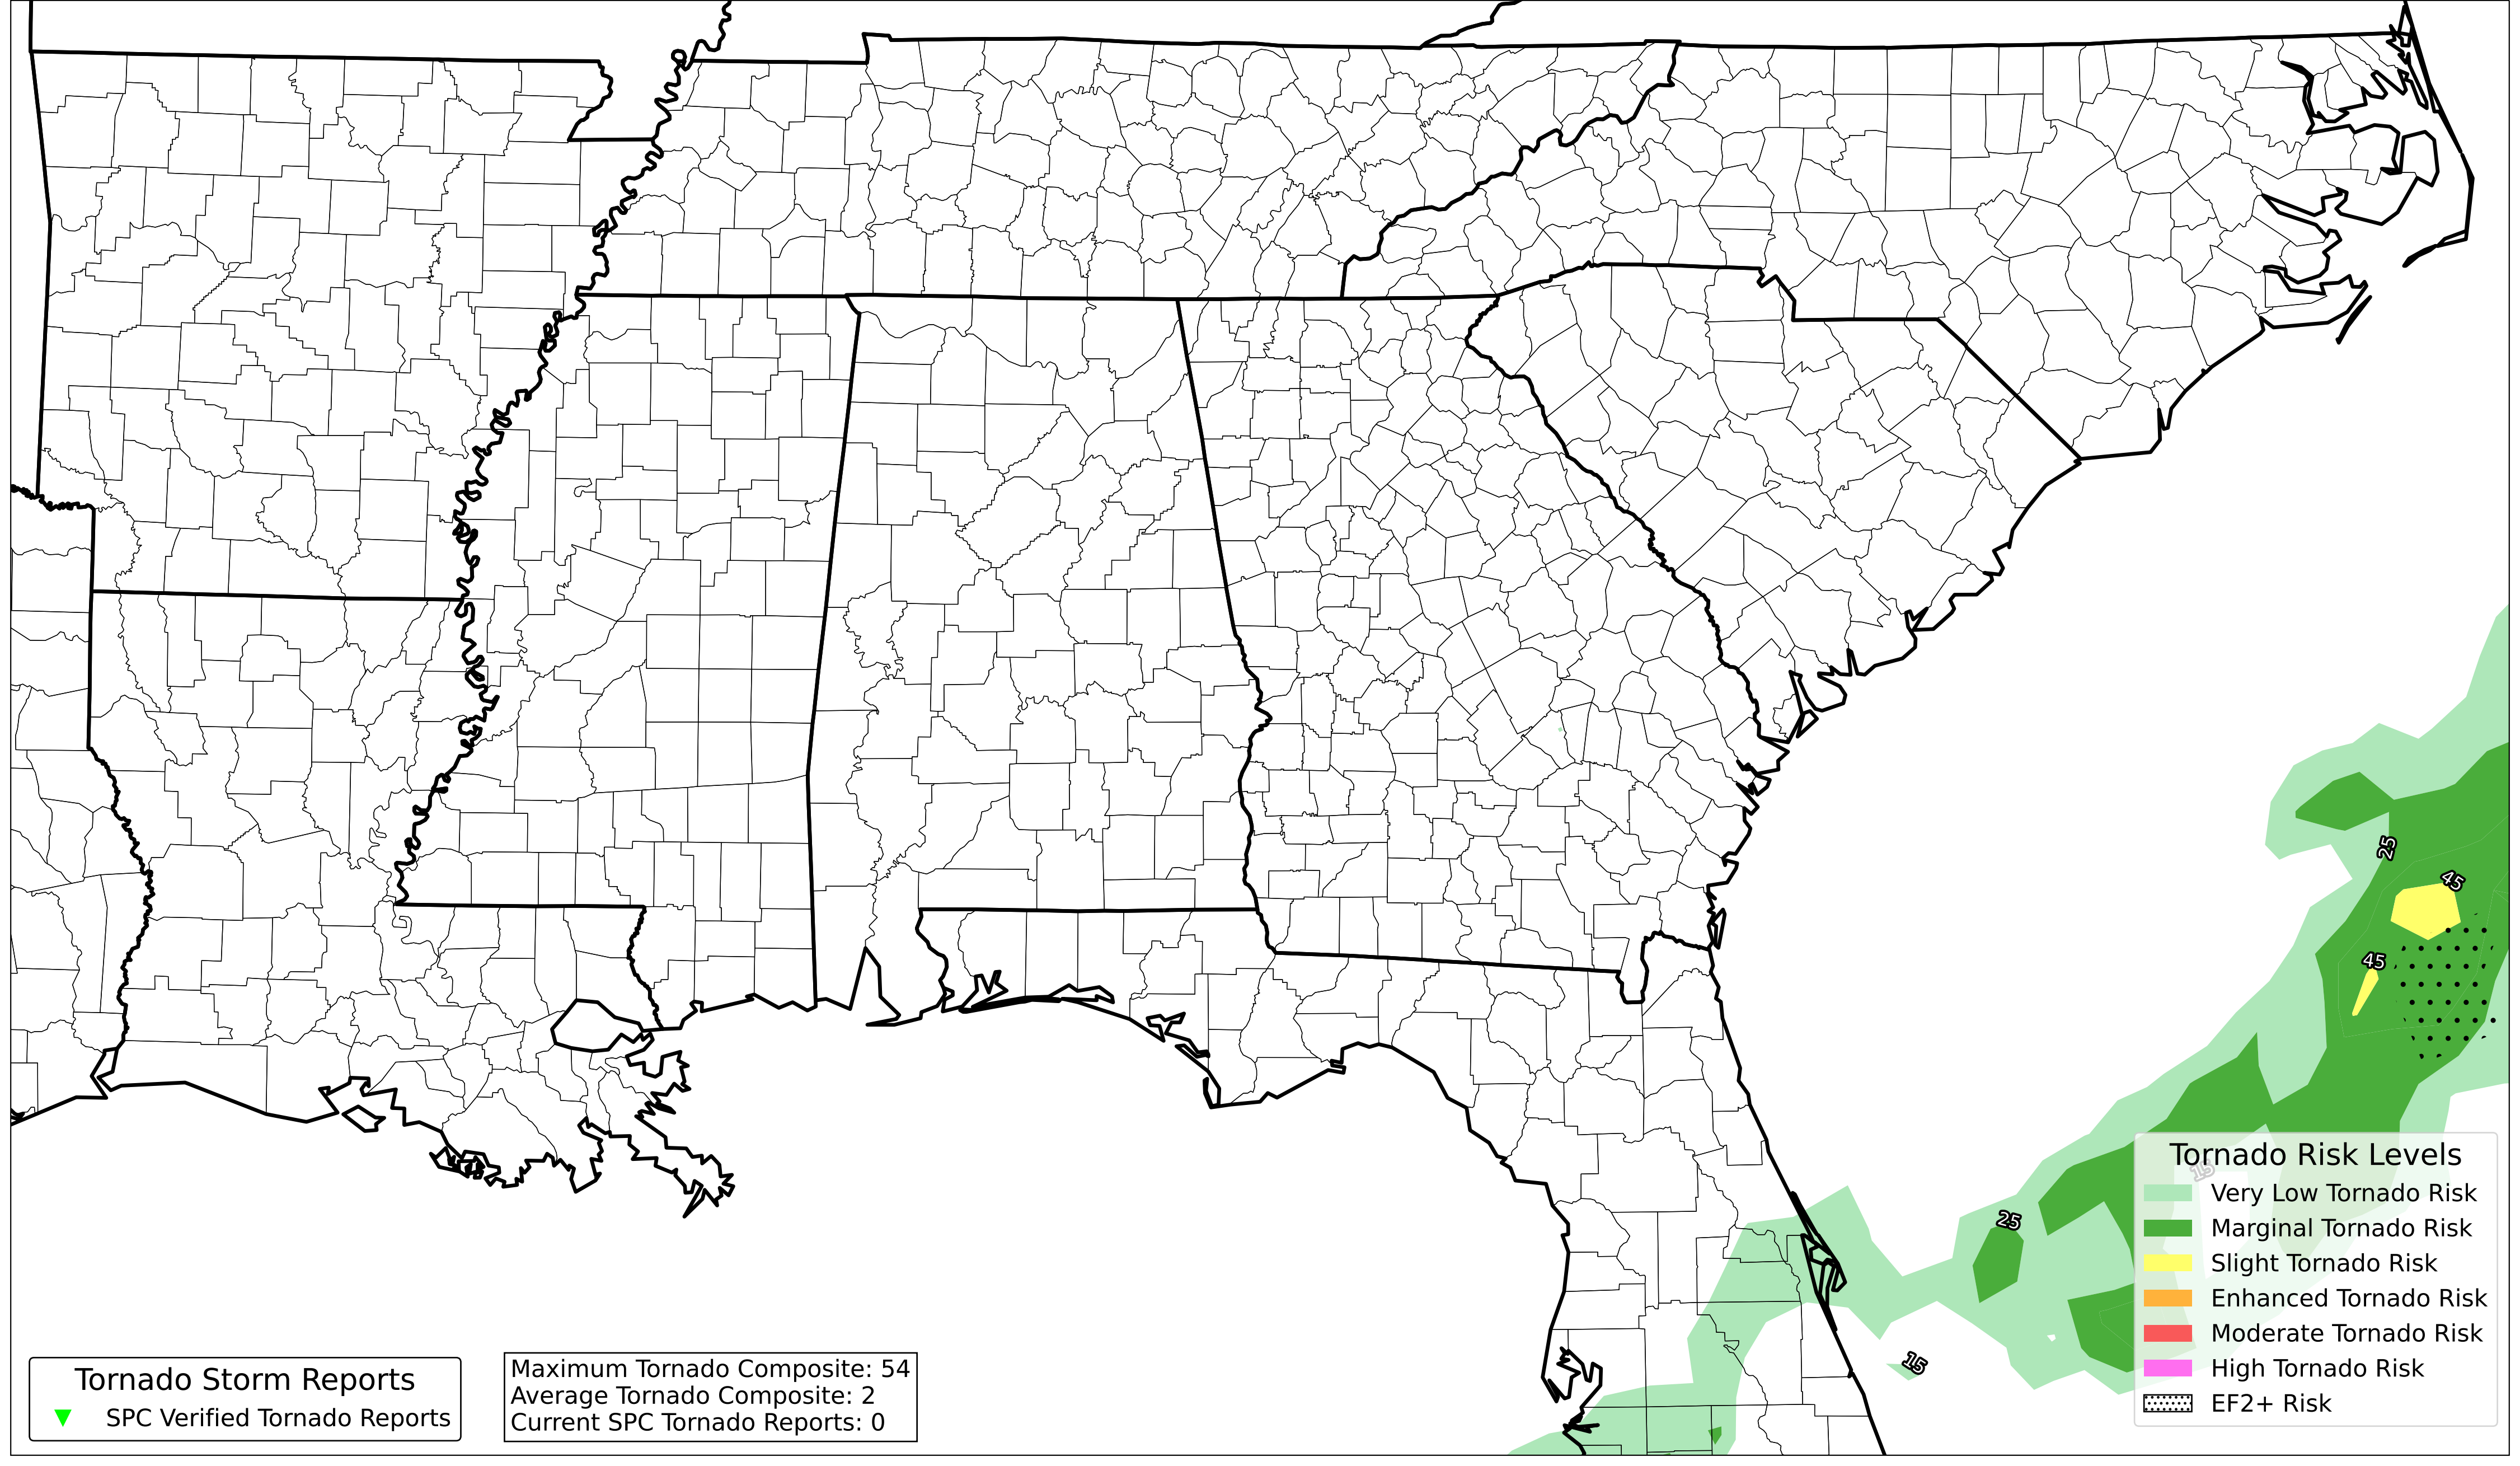 25
45
45
25
15
15
Tornado Risk Levels
Very Low Tornado Risk
Marginal Tornado Risk
Slight Tornado Risk
Enhanced Tornado Risk
Moderate Tornado Risk
High Tornado Risk
EF2+ Risk
Tornado Storm Reports
SPC Verified Tornado Reports
Maximum Tornado Composite: 54
Average Tornado Composite: 2
Current SPC Tornado Reports: 0